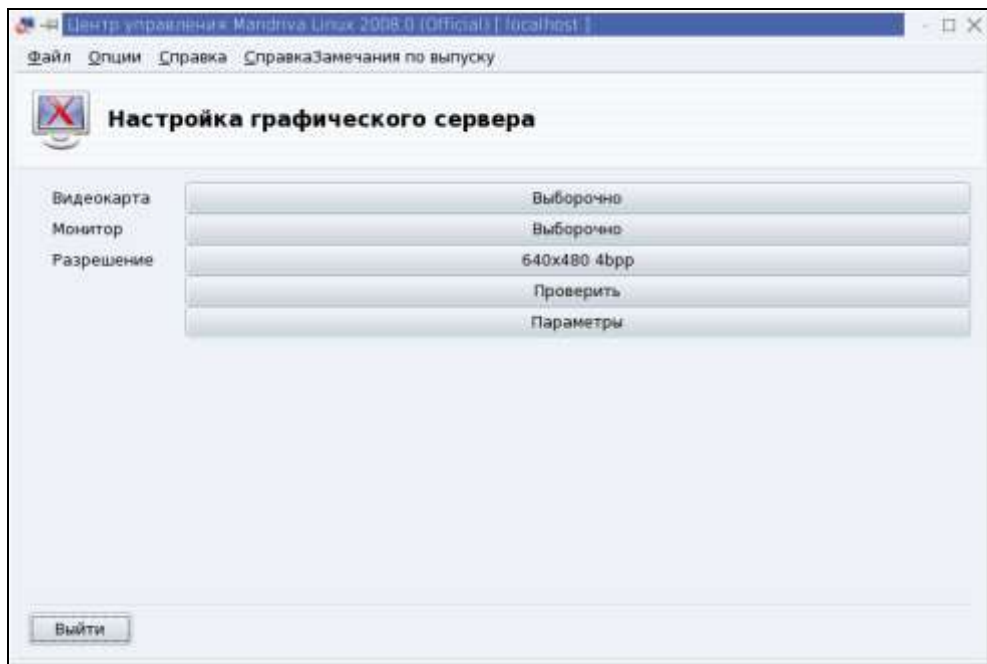 Центр управления Mandriva Linux 2008.0 (Official) [ localhost ]
Файл Опции Справка СправкаЗамечания по выпуску
Настройка графического сервера
Видеокарта Выборочно
Монитор Выборочно
Разрешение 640x480 4bpp
Проверить
Параметры
Выйти